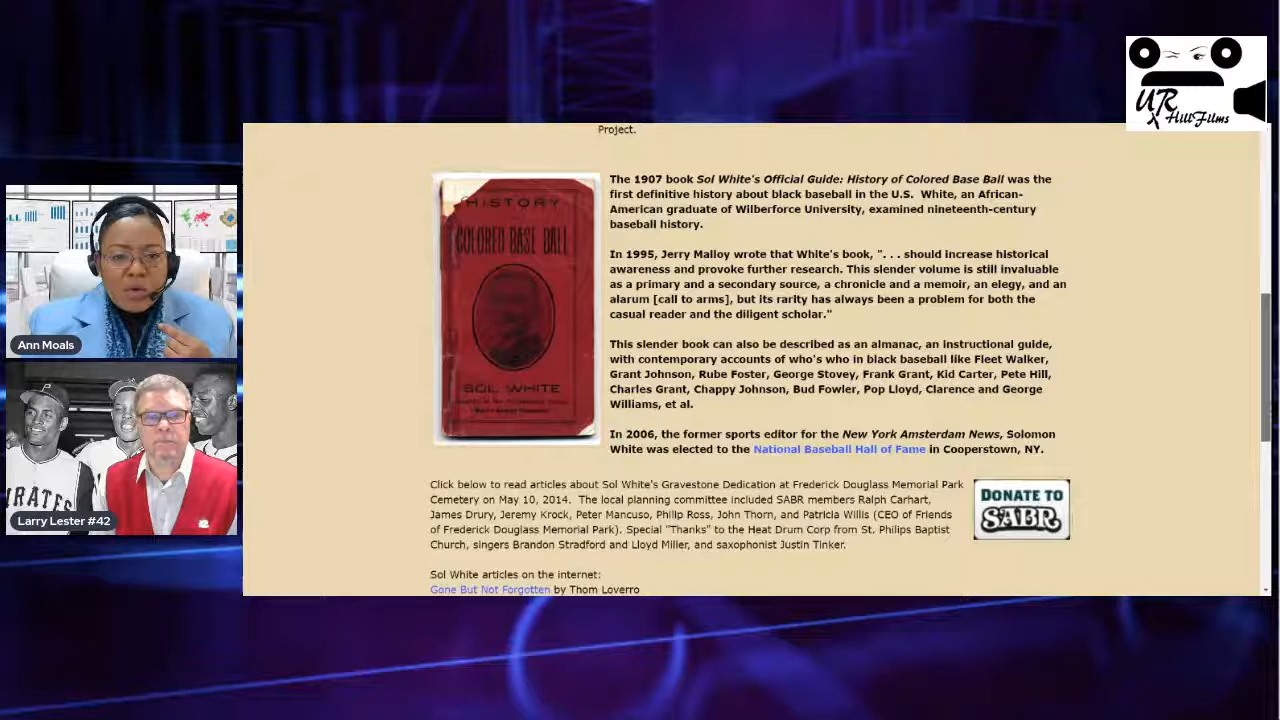 UR
HillFilms
Project.
The 1907 book Sol White's Official Guide: History of Colored Base Ball was the
first definitive history about black baseball in the U.S. White, an African-
American graduate of Wilberforce University, examined nineteenth-century
baseball history.
In 1995, Jerry Malloy wrote that White's book, ". . . should increase historical
awareness and provoke further research. This slender volume is still invaluable
as a primary and a secondary source, a chronicle and a memoir, an elegy, and an
alarum [call to arms], but its rarity has always been a problem for both the
casual reader and the diligent scholar."
This slender book can also be described as an almanac, an instructional guide,
with contemporary accounts of who's who in black baseball like Fleet Walker,
Grant Johnson, Rube Foster, George Stovey, Frank Grant, Kid Carter, Pete Hill,
Charles Grant, Chappy Johnson, Bud Fowler, Pop Lloyd, Clarence and George
Williams, et al.
In 2006, the former sports editor for the New York Amsterdam News, Solomon
White was elected to the National Baseball Hall of Fame in Cooperstown, NY.
HISTORY
COLORED BASE BALL
SOL WHITE
Click below to read articles about Sol White's Gravestone Dedication at Frederick Douglass Memorial Park
Cemetery on May 10, 2014. The local planning committee included SABR members Ralph Carhart,
James Drury, Jeremy Krock, Peter Mancuso, Philip Ross, John Thorn, and Patricia Willis (CEO of Friends
of Frederick Douglass Memorial Park). Special "Thanks" to the Heat Drum Corp from St. Philips Baptist
Church, singers Brandon Stradford and Lloyd Miller, and saxophonist Justin Tinker.
DONATE TO
SABR
Sol White articles on the internet:
Gone But Not Forgotten by Thom Loverro
Ann Moals
PIRATES
Larry Lester #42